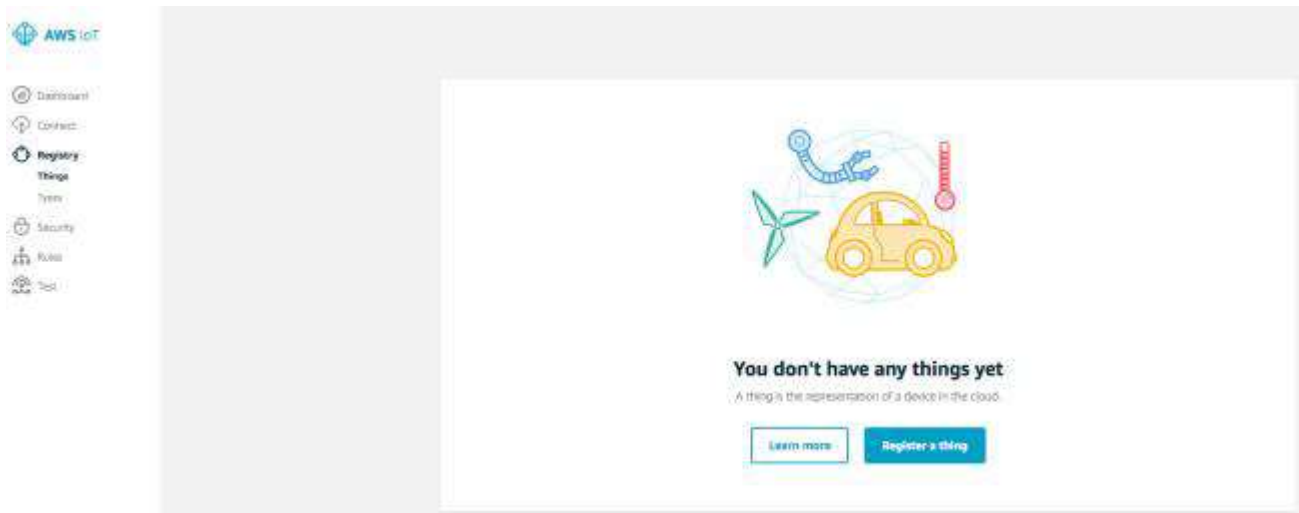 AWS IoT
Dashboard
Connect
Registry
Things
Types
Security
Rules
Test
You don't have any things yet
A thing is the representation of a device in the cloud.
Learn more
Register a thing